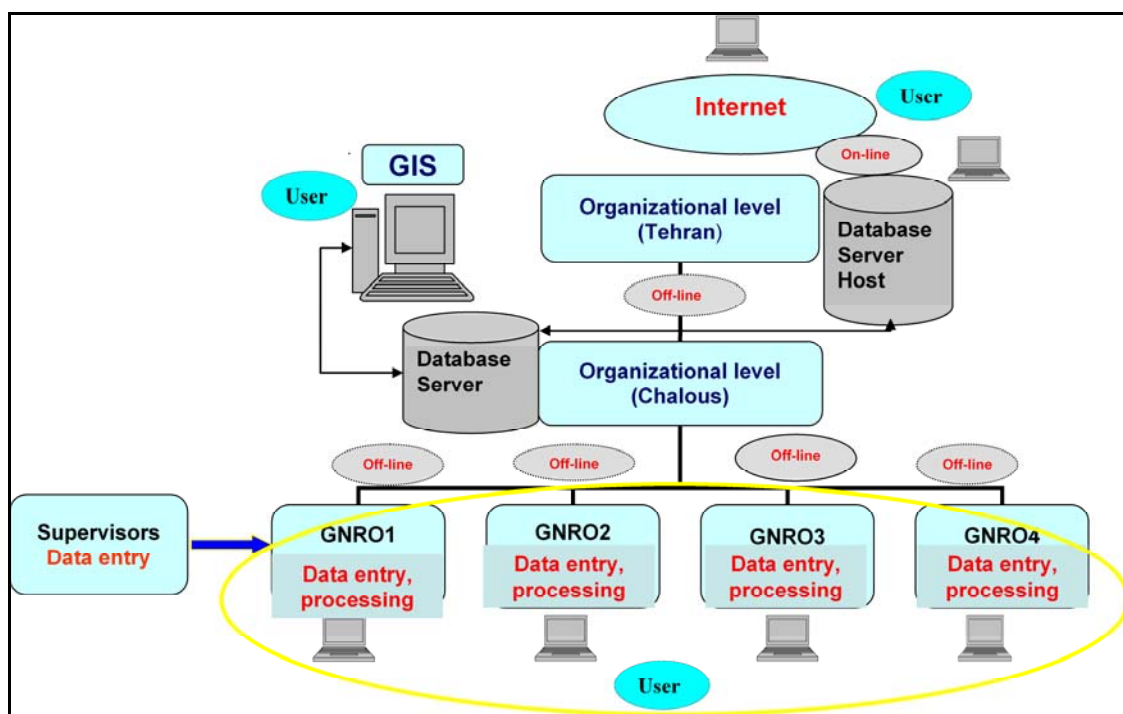 Internet
User
On-line
GIS
User
Organizational level
(Tehran)
Database
Server
Host
Off-line
Database
Server
Organizational level
(Chalous)
Off-line
Off-line
Off-line
Off-line
Supervisors
Data entry
GNRO1
Data entry,
processing
GNRO2
Data entry,
processing
GNRO3
Data entry,
processing
GNRO4
Data entry,
processing
User